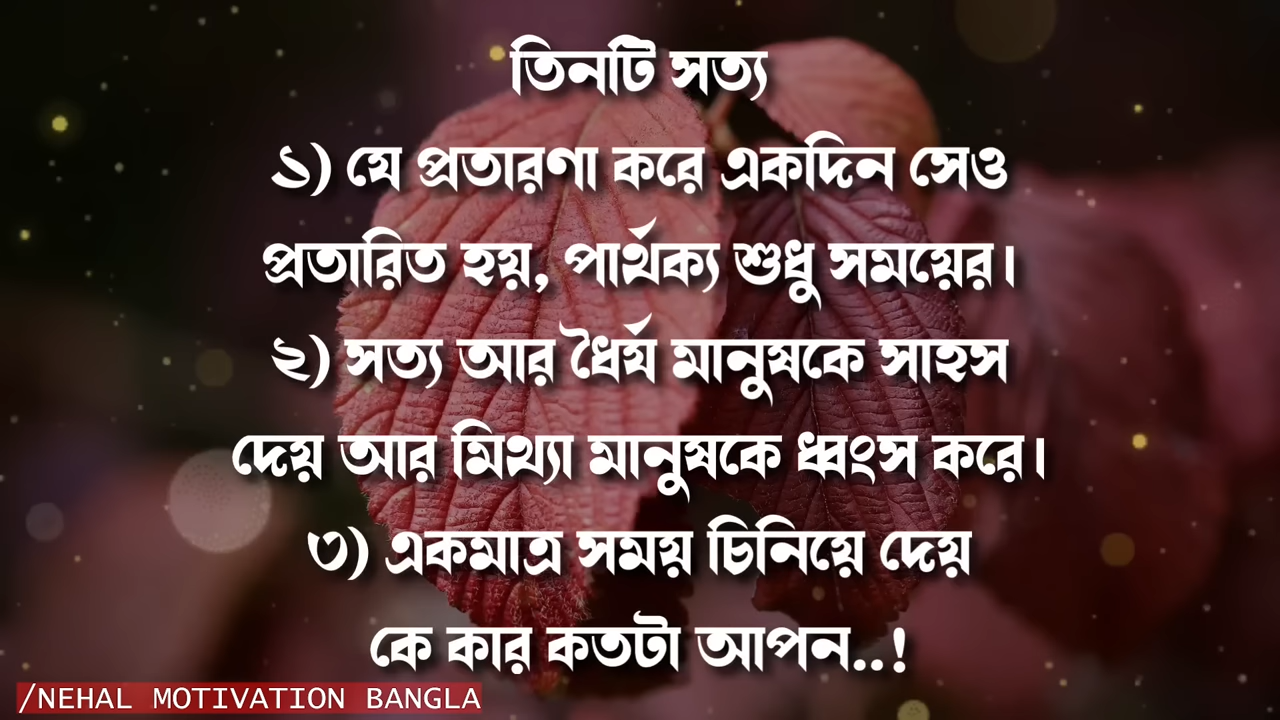 তিনটি সত্য
১) যে প্রতারণা করে একদিন সেও
প্রতারিত হয়, পার্থক্য শুধু সময়ের।
২) সত্য আর ধৈর্য মানুষকে সাহস
দেয় আর মিথ্যা মানুষকে ধ্বংস করে।
৩) একমাত্র সময় চিনিয়ে দেয়
কে কার কতটা আপন..!
/NEHAL MOTIVATION BANGLA